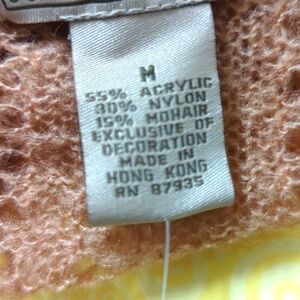 M
55% ACRYLIC
30% NYLON
15% MOHAIR
EXCLUSIVE OF
DECORATION
MADE IN
HONG KONG
RN 87935